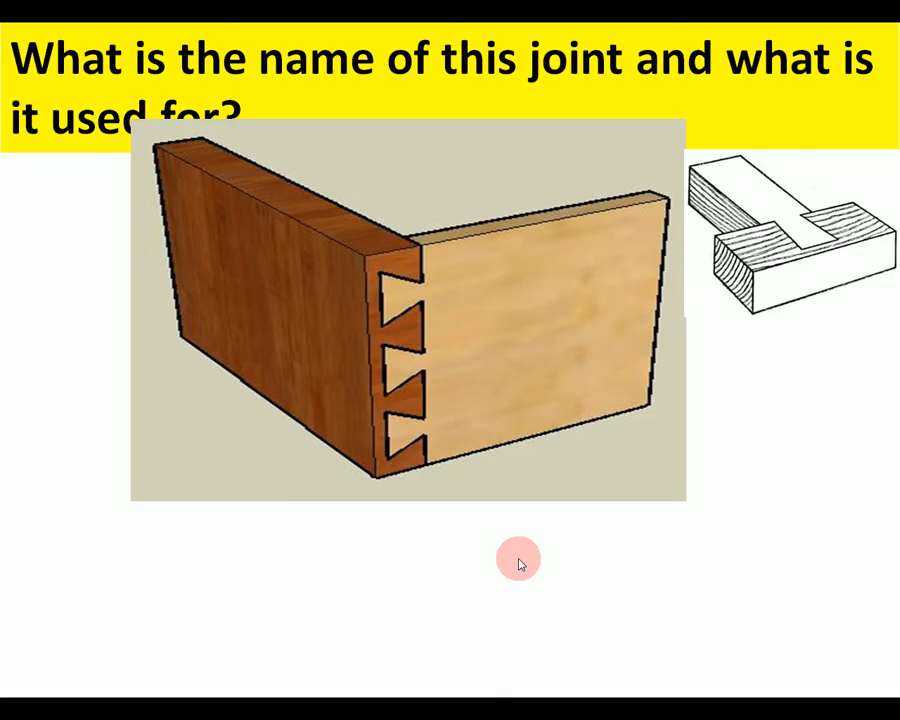 What is the name of this joint and what is
it used for?